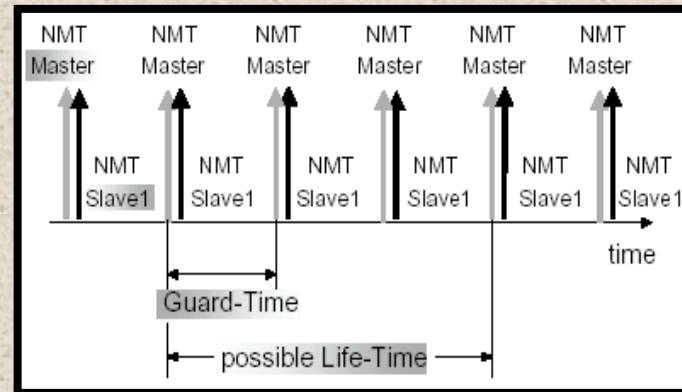 NMT NMT NMT NMT NMT NMT
Master Master Master Master Master Master
NMT NMT NMT NMT NMT NMT
Slave1 Slave1 Slave1 Slave1 Slave1 Slave1
time
Guard-Time
possible Life-Time